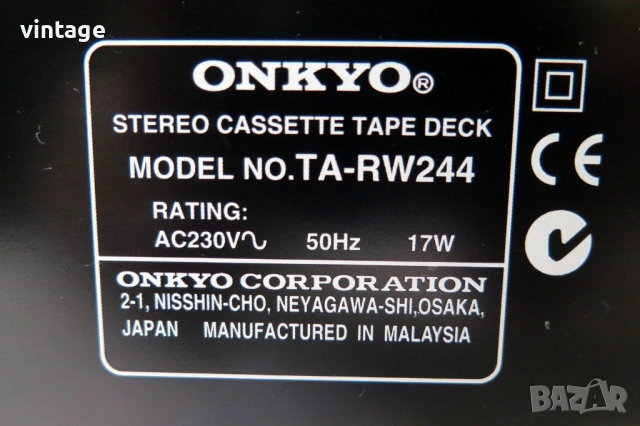 vintage
ONKYO®
STEREO CASSETTE TAPE DECK
MODEL NO.TA-RW244
RATING:
AC230V∿ 50Hz 17W
ONKYO CORPORATION
2-1, NISSHIN-CHO, NEYAGAWA-SHI,OSAKA,
JAPAN MANUFACTURED IN MALAYSIA
CE
BAZAR